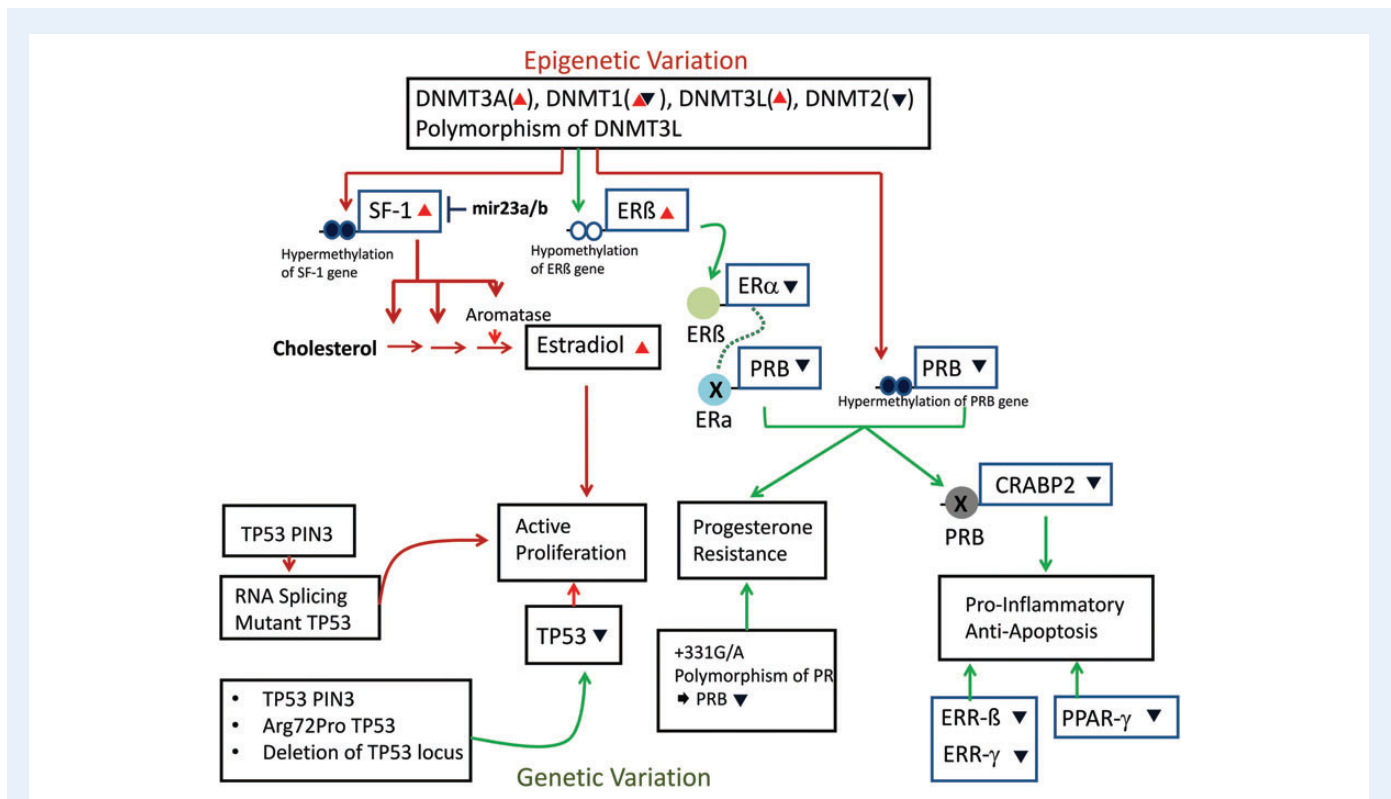 Epigenetic Variation
DNMT3A(▲), DNMT1(▲▼), DNMT3L(▲), DNMT2(▼)
Polymorphism of DNMT3L
SF-1 ▲
mir23a/b
Hypermethylation
of SF-1 gene
ERß ▲
Hypomethylation
of ERß gene
ERα ▼
ERß
Aromatase
Cholesterol
Estradiol ▲
PRB ▼
X
ERa
PRB ▼
Hypermethylation of PRB gene
CRABP2 ▼
X
PRB
TP53 PIN3
RNA Splicing
Mutant TP53
Active
Proliferation
Progesterone
Resistance
Pro-Inflammatory
Anti-Apoptosis
TP53 ▼
+331G/A
Polymorphism of PR
➡ PRB ▼
• TP53 PIN3
• Arg72Pro TP53
• Deletion of TP53 locus
ERR-ß ▼
ERR-γ ▼
PPAR-γ ▼
Genetic Variation